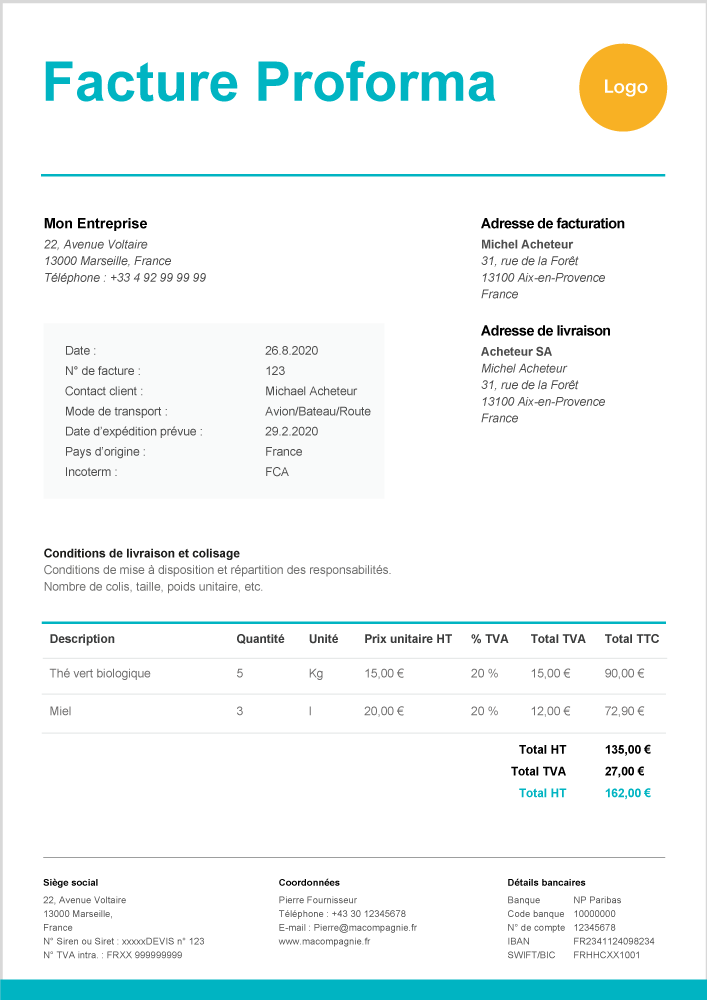 Facture Proforma
Logo
Mon Entreprise
22, Avenue Voltaire
13000 Marseille, France
Téléphone : +33 4 92 99 99 99
Adresse de facturation
Michel Acheteur
31, rue de la Forêt
13100 Aix-en-Provence
France
Adresse de livraison
Acheteur SA
Michel Acheteur
31, rue de la Forêt
13100 Aix-en-Provence
France
Date : 26.8.2020
N° de facture : 123
Contact client : Michael Acheteur
Mode de transport : Avion/Bateau/Route
Date d'expédition prévue : 29.2.2020
Pays d'origine : France
Incoterm : FCA
Conditions de livraison et colisage
Conditions de mise à disposition et répartition des responsabilités.
Nombre de colis, taille, poids unitaire, etc.
Description Quantité Unité Prix unitaire HT % TVA Total TVA Total TTC
Thé vert biologique 5 Kg 15,00 € 20 % 15,00 € 90,00 €
Miel 3 l 20,00 € 20 % 12,00 € 72,90 €
Total HT 135,00 €
Total TVA 27,00 €
Total HT 162,00 €
Siège social
22, Avenue Voltaire
13000 Marseille,
France
N° Siren ou Siret : xxxxxDEVIS n° 123
N° TVA intra. : FRXX 999999999
Coordonnées
Pierre Fournisseur
Téléphone : +43 30 12345678
E-mail : Pierre@macompagnie.fr
www.macompagnie.fr
Détails bancaires
Banque NP Paribas
Code banque 10000000
N° de compte 12345678
IBAN FR2341124098234
SWIFT/BIC FRHHCXX1001